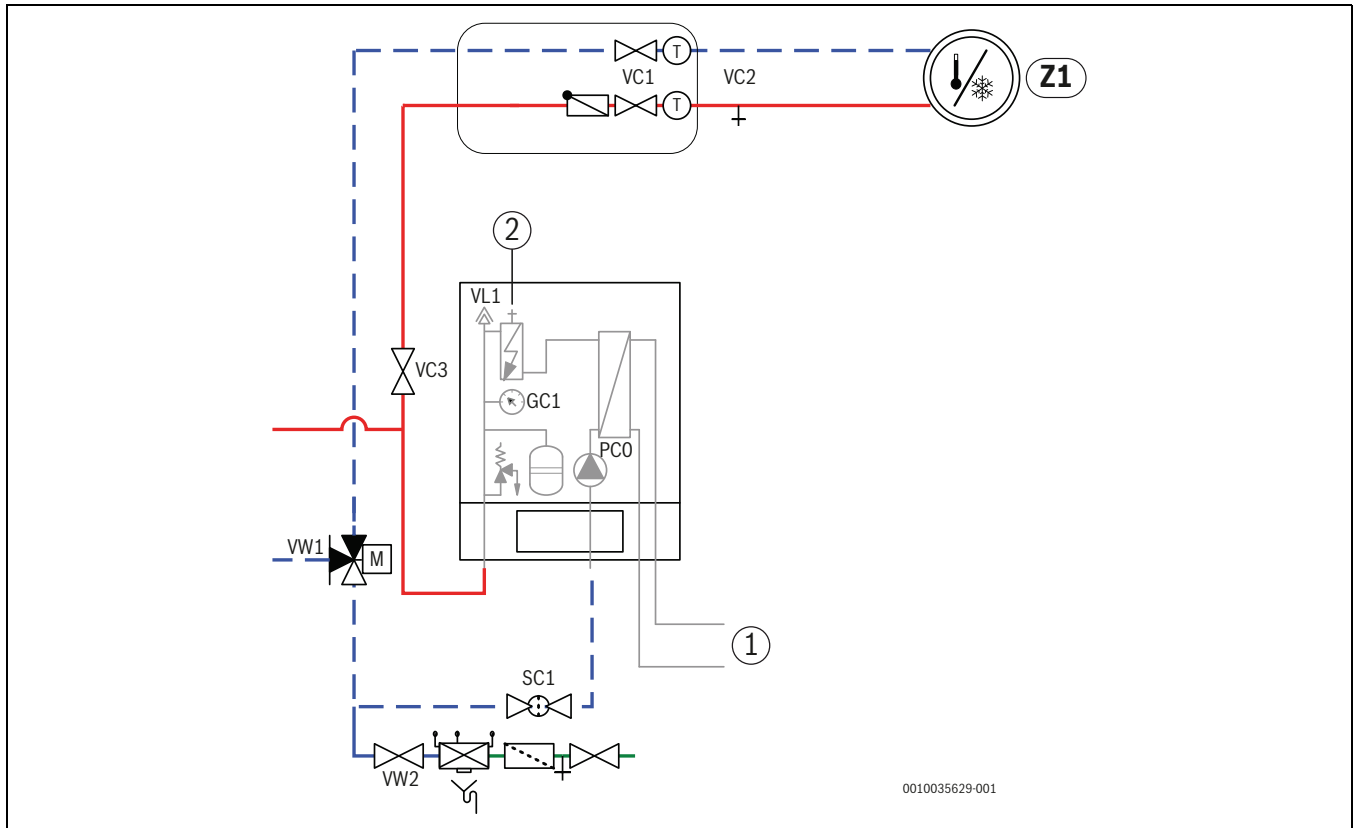 T
VC1
VC2
Z1
T
2
VL1
VC3
GC1
PC0
VW1
M
1
SC1
VW2
0010035629-001